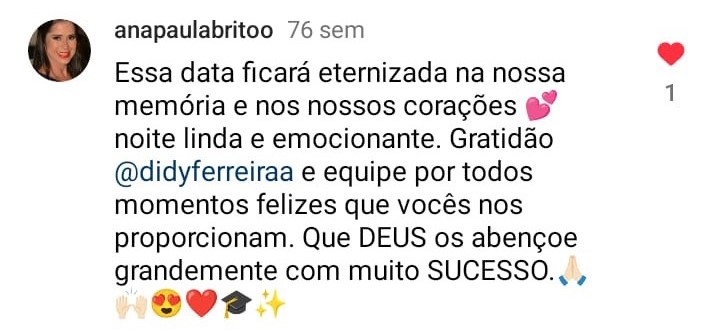 anapaulabritoo 76 sem
Essa data ficará eternizada na nossa
memória e nos nossos corações 💕
noite linda e emocionante. Gratidão
@didyferreiraa e equipe por todos
momentos felizes que vocês nos
proporcionam. Que DEUS os abençoe
grandemente com muito SUCESSO.🙏🏻
🙌🏻😍❤️🎓✨
1